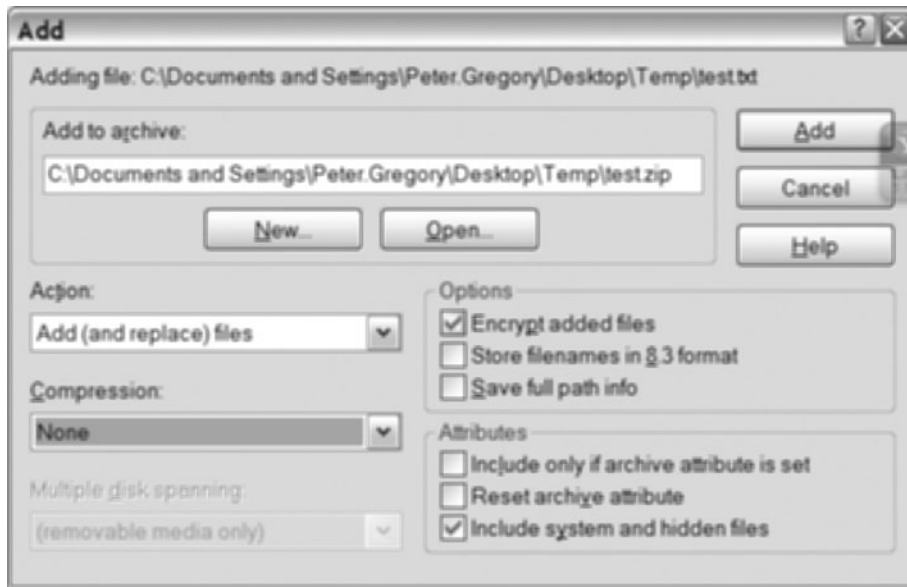 Add
Adding file: C:\Documents and Settings\Peter.Gregory\Desktop\Temp\test.txt
Add to archive:
C:\Documents and Settings\Peter.Gregory\Desktop\Temp\test.zip
New...
Open...
Add
Cancel
Help
Action:
Add (and replace) files
Compression:
None
Multiple disk spanning:
(removable media only)
Options
Encrypt added files
Store filenames in 8.3 format
Save full path info
Attributes
Include only if archive attribute is set
Reset archive attribute
Include system and hidden files